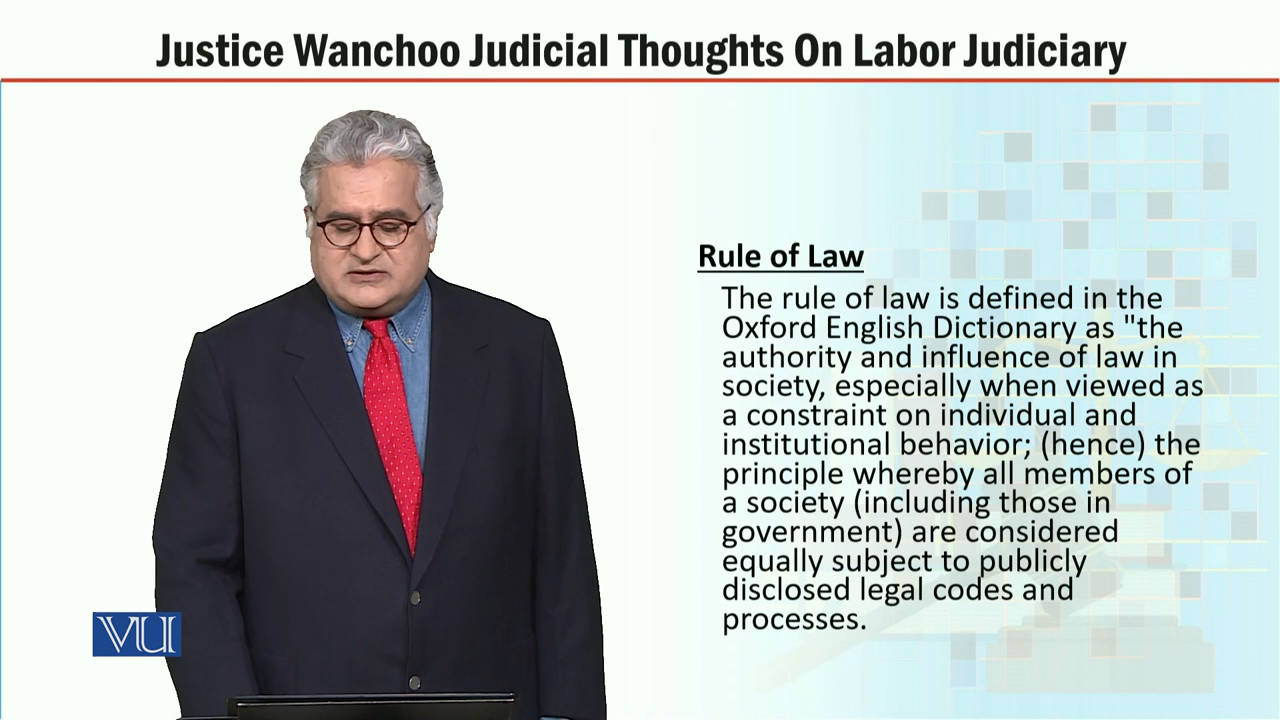 Justice Wanchoo Judicial Thoughts On Labor Judiciary
Rule of Law
The rule of law is defined in the
Oxford English Dictionary as "the
authority and influence of law in
society, especially when viewed as
a constraint on individual and
institutional behavior; (hence) the
principle whereby all members of
a society (including those in
government) are considered
equally subject to publicly
disclosed legal codes and
processes.
VU